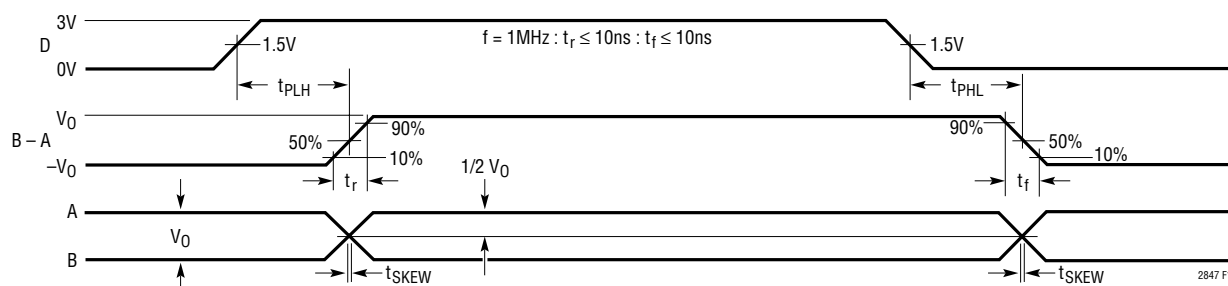 3V
D
1.5V
f = 1MHz : tr ≤ 10ns : tf ≤ 10ns
1.5V
0V
tPLH
tPHL
VO
90%
90%
B – A
50%
50%
10%
10%
–VO
tr
1/2 VO
tf
A
VO
B
tSKEW
tSKEW